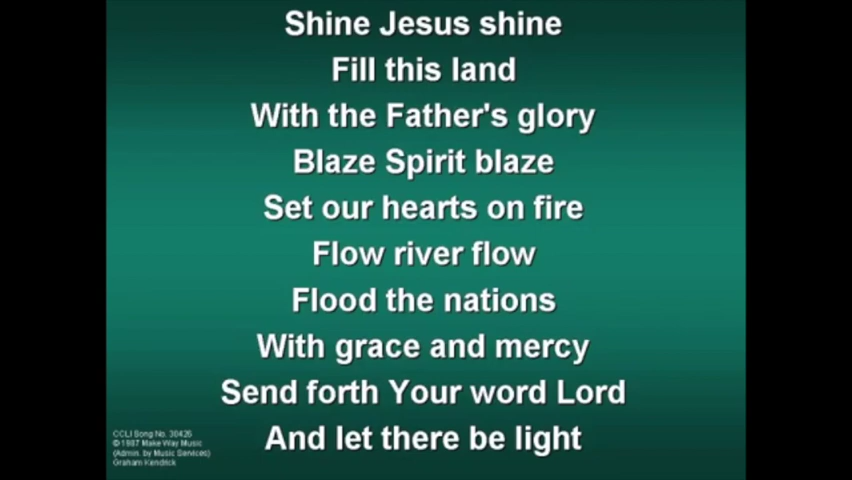 Shine Jesus shine
Fill this land
With the Father's glory
Blaze Spirit blaze
Set our hearts on fire
Flow river flow
Flood the nations
With grace and mercy
Send forth Your word Lord
And let there be light
CCLI Song No. 30426
© 1987 Make Way Music
(Admin. by Music Services)
Graham Kendrick